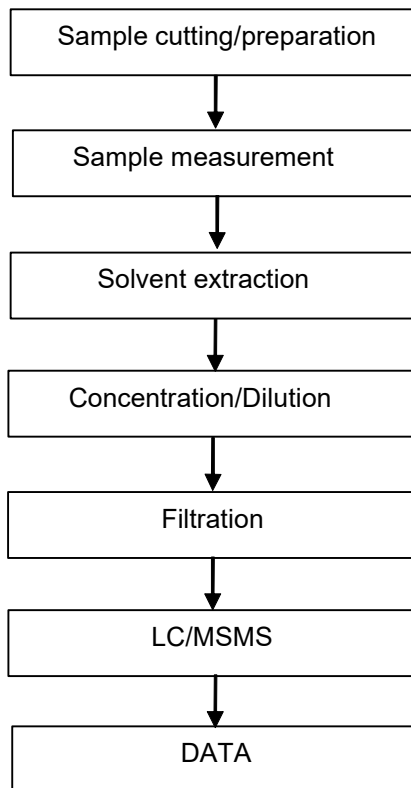 Sample cutting/preparation
Sample measurement
Solvent extraction
Concentration/Dilution
Filtration
LC/MSMS
DATA